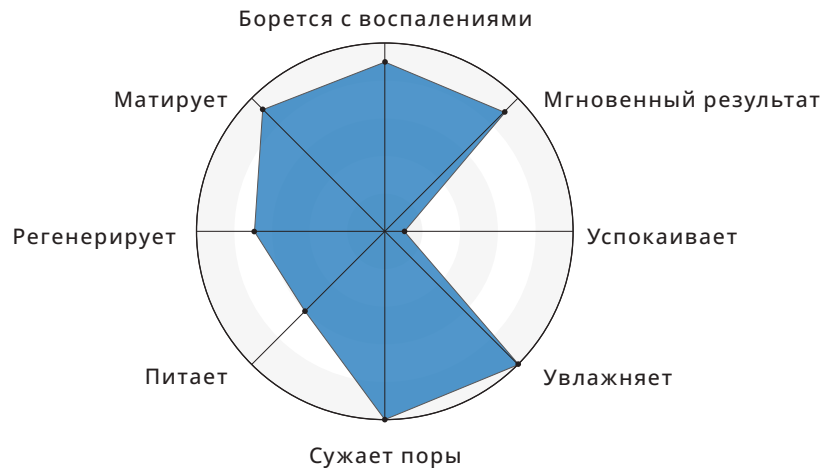 Борется с воспалениями
Матирует
Мгновенный результат
Регенерирует
Успокаивает
Питает
Увлажняет
Сужает поры